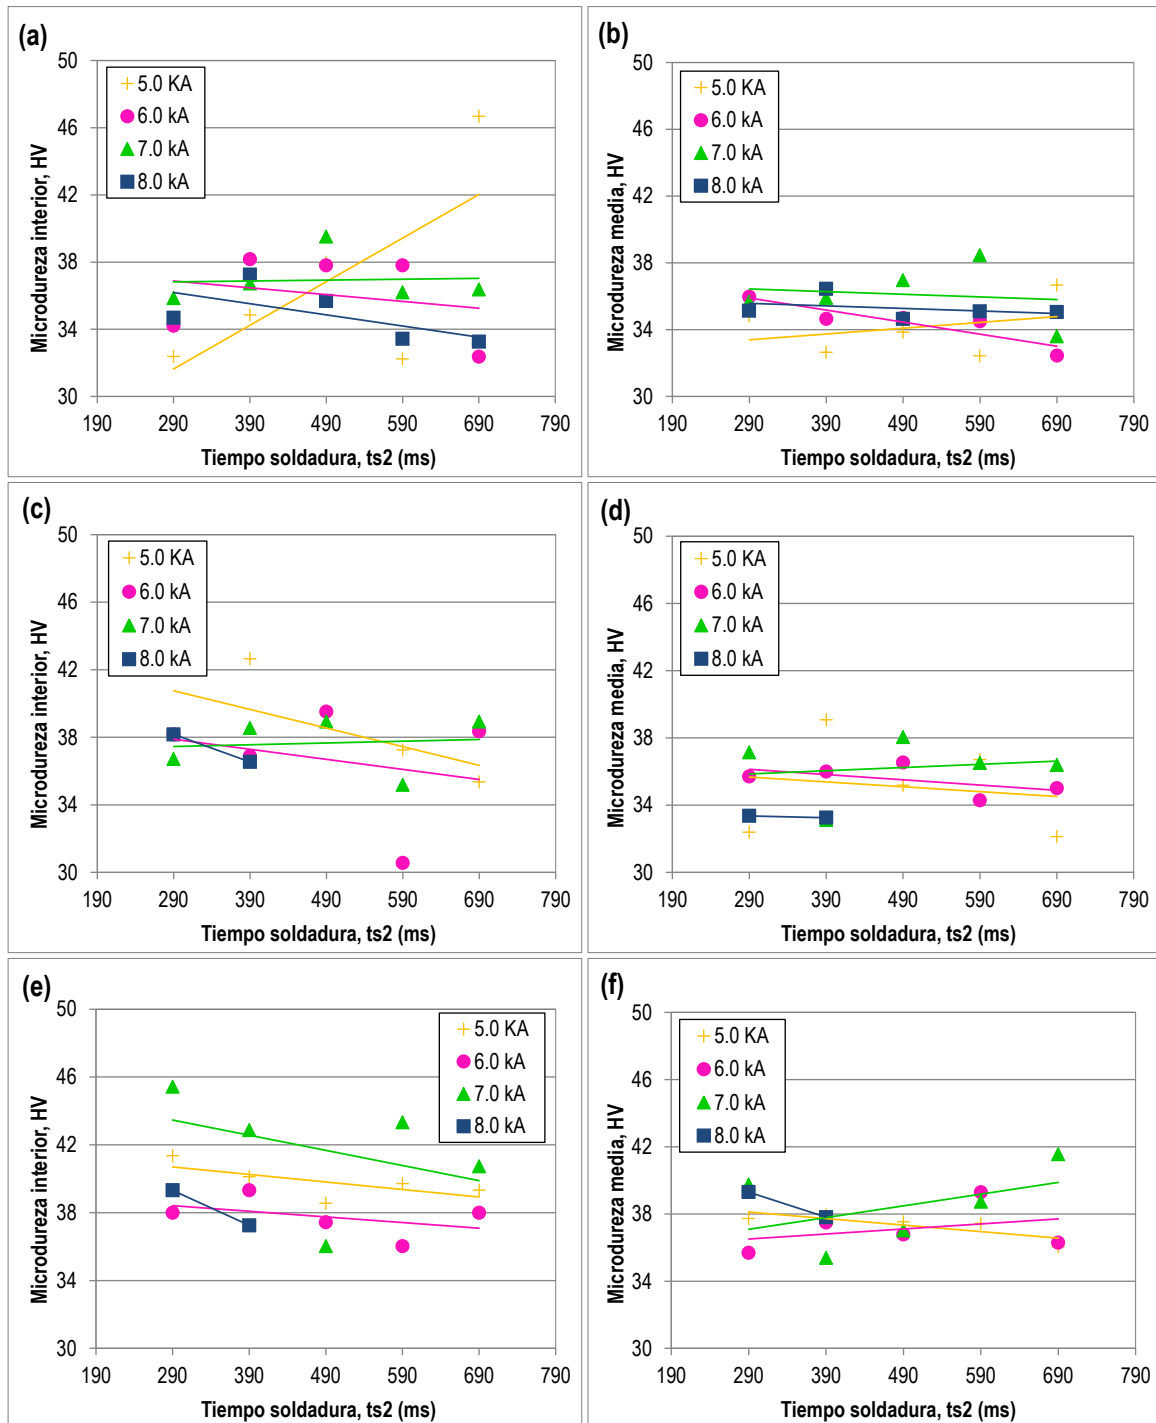 (a)
50
46
42
38
34
30
Microdureza interior, HV
5.0 KA
6.0 kA
7.0 kA
8.0 kA
190 290 390 490 590 690 790
Tiempo soldadura, ts2 (ms)
(b)
50
46
42
38
34
30
Microdureza media, HV
5.0 KA
6.0 kA
7.0 kA
8.0 kA
190 290 390 490 590 690 790
Tiempo soldadura, ts2 (ms)
(c)
50
46
42
38
34
30
Microdureza interior, HV
5.0 KA
6.0 kA
7.0 kA
8.0 kA
190 290 390 490 590 690 790
Tiempo soldadura, ts2 (ms)
(d)
50
46
42
38
34
30
Microdureza media, HV
5.0 KA
6.0 kA
7.0 kA
8.0 kA
190 290 390 490 590 690 790
Tiempo soldadura, ts2 (ms)
(e)
50
46
42
38
34
30
Microdureza interior, HV
5.0 KA
6.0 kA
7.0 kA
8.0 kA
190 290 390 490 590 690 790
Tiempo soldadura, ts2 (ms)
(f)
50
46
42
38
34
30
Microdureza media, HV
5.0 KA
6.0 kA
7.0 kA
8.0 kA
190 290 390 490 590 690 790
Tiempo soldadura, ts2 (ms)